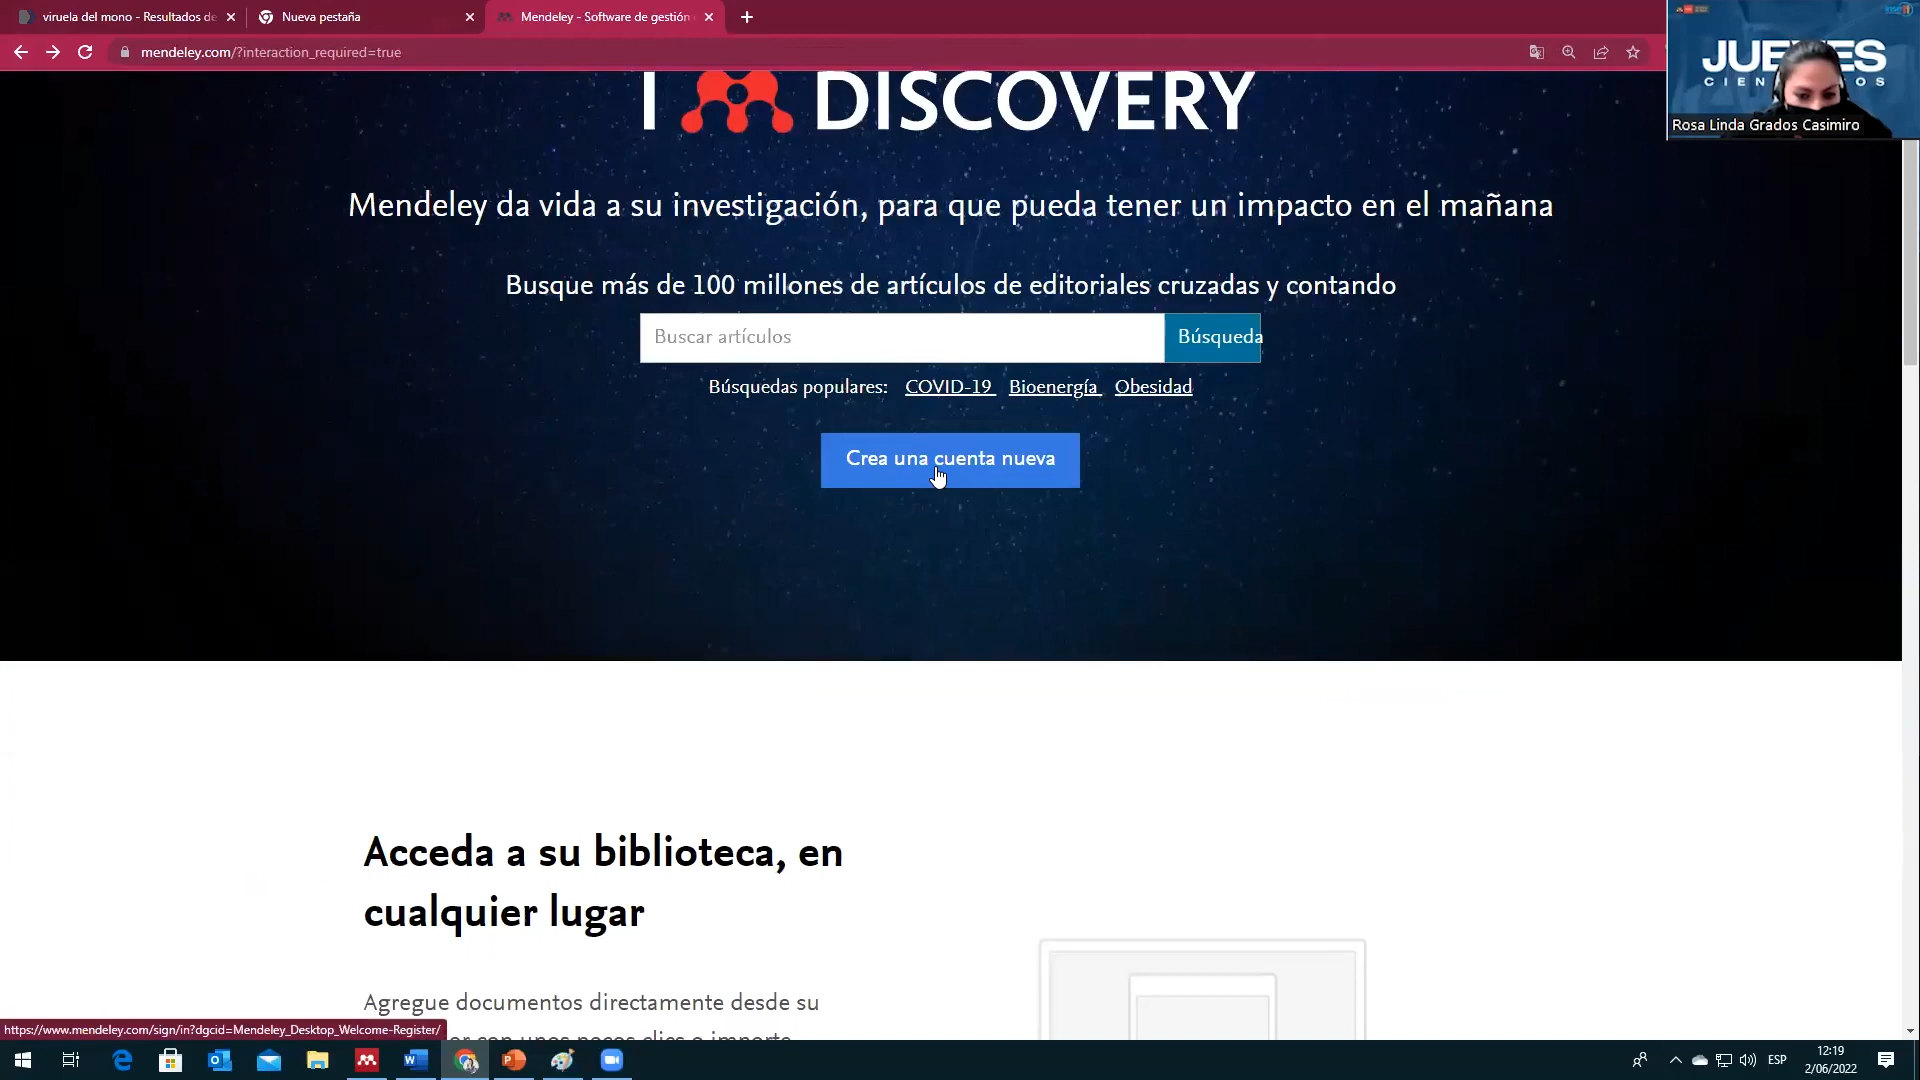 viruela del mono - Resultados de
Nueva pestaña
Mendeley - Software de gestión
mendeley.com/?interaction_required=true
JUEVES
CIEN
OS
Rosa Linda Grados Casimiro
I DISCOVERY
Mendeley da vida a su investigación, para que pueda tener un impacto en el mañana
Busque más de 100 millones de artículos de editoriales cruzadas y contando
Buscar artículos
Búsqueda
Búsquedas populares: COVID-19 Bioenergía Obesidad
Crea una cuenta nueva
Acceda a su biblioteca, en
cualquier lugar
Agregue documentos directamente desde su
https://www.mendeley.com/sign/in?dgcid=Mendeley_Desktop_Welcome-Register/
ESP
12:19
2/06/2022